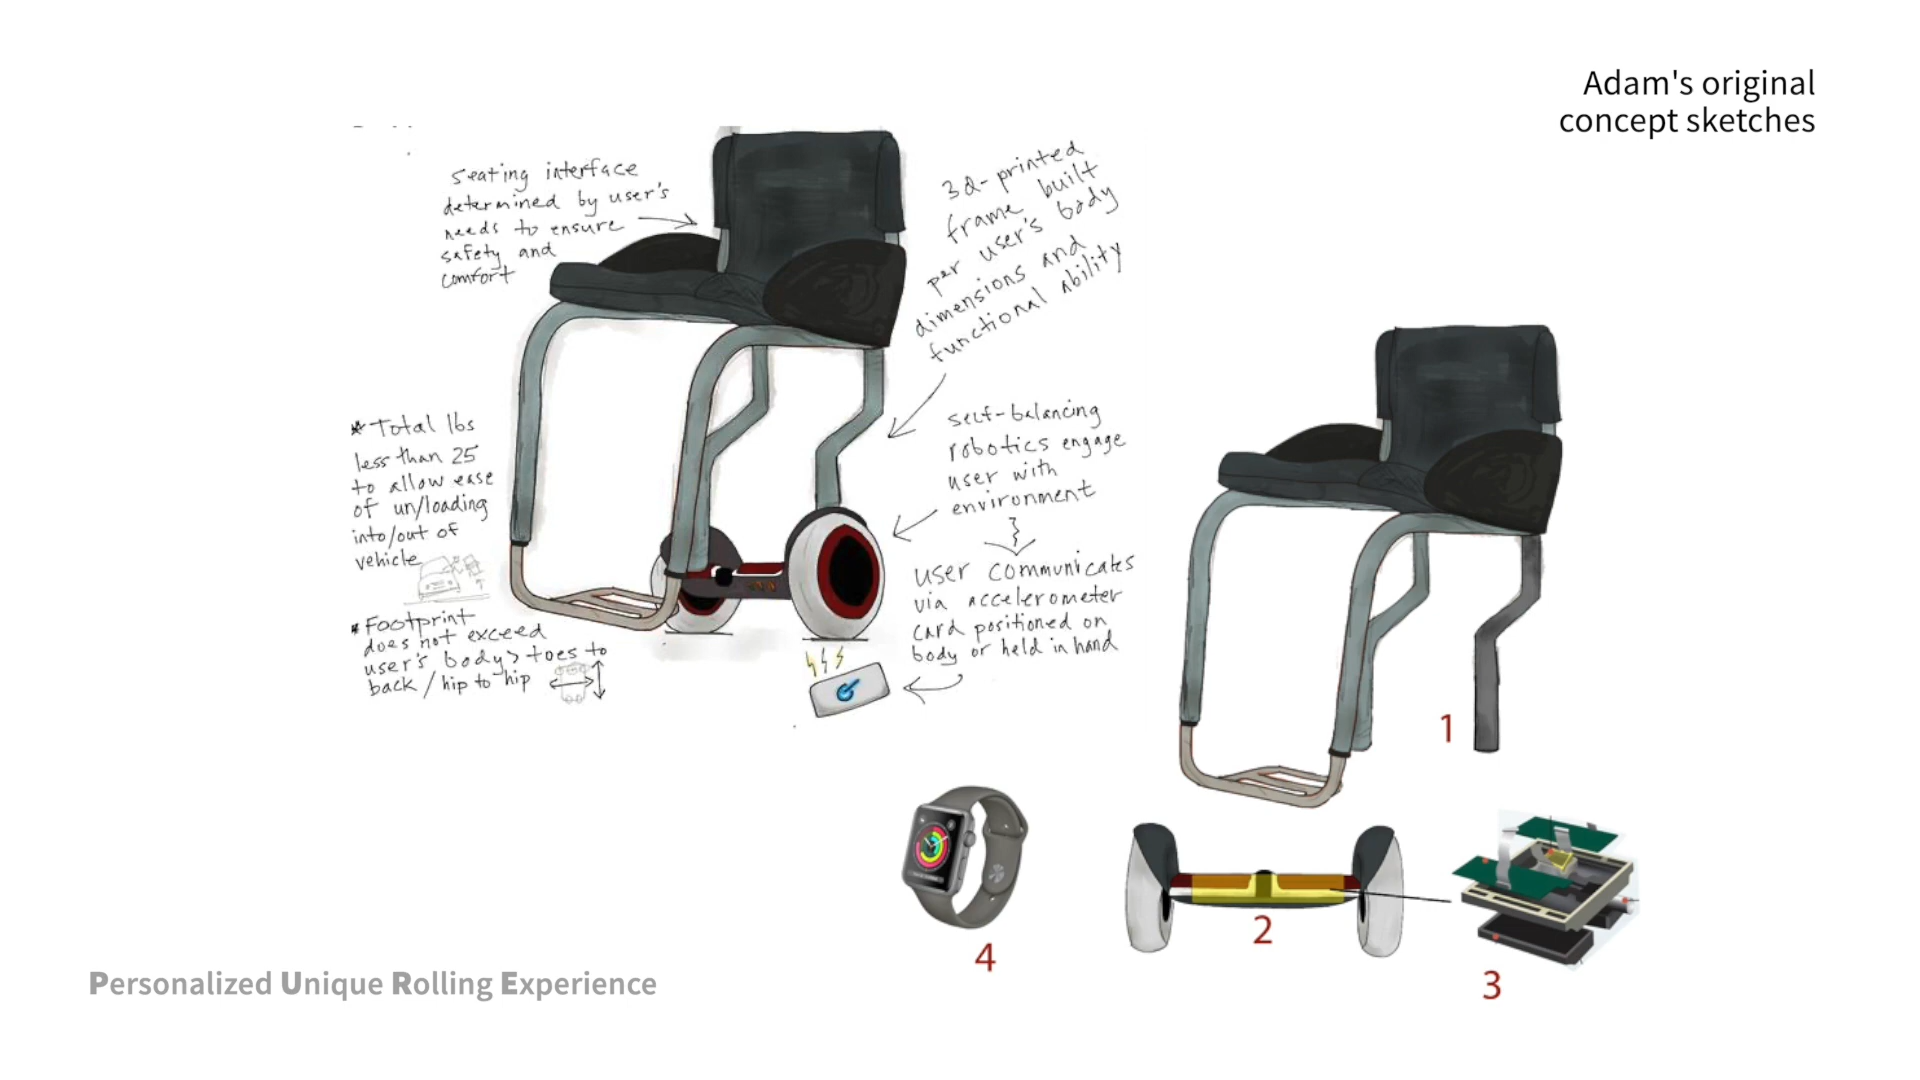 Adam's original
concept sketches
seating interface
determined by user's
needs to ensure
safety and
comfort
3d-printed
frame built
per user's body
dimensions and
functional ability
* Total lbs
less than 25
to allow ease
of un/loading
into/out of
vehicle
* Footprint
does not exceed
user's body > toes to
back / hip to hip
self-balancing
robotics engage
user with
environment
user communicates
via accelerometer
card positioned on
body or held in hand
1
2
3
4
Personalized Unique Rolling Experience